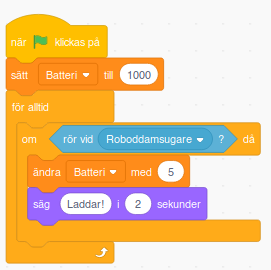 när klickas på
sätt Batteri till 1000
för alltid
om rör vid Roboddamsugare ? då
ändra Batteri med 5
säg Laddar! i 2 sekunder